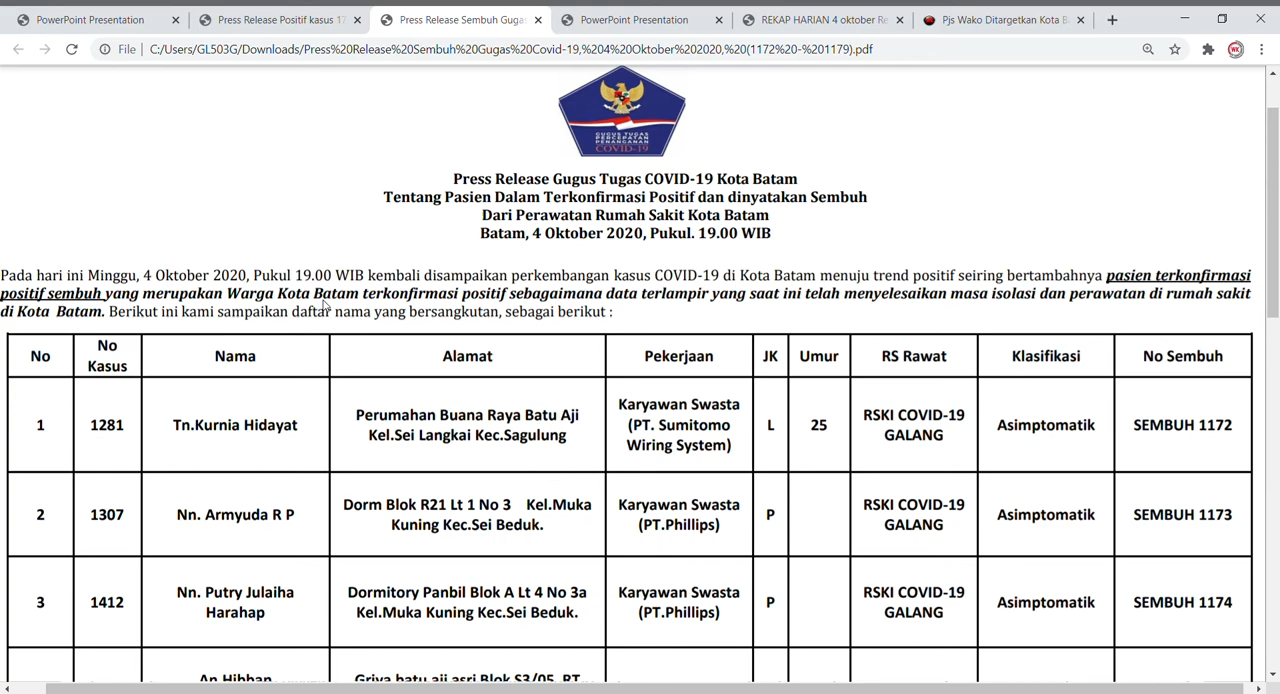 PowerPoint Presentation
Press Release Positif kasus 17
Press Release Sembuh Gugas
PowerPoint Presentation
REKAP HARIAN 4 oktober Re
Pjs Wako Ditargetkan Kota B
File | C:/Users/GL503G/Downloads/Press%20Release%20Sembuh%20Gugas%20Covid-19,%204%20Oktober%202020,%20(1172%20-%201179).pdf
WK
GUGUS TUGAS
PERCEPATAN
PENANGANAN
COVID-19
Press Release Gugus Tugas COVID-19 Kota Batam
Tentang Pasien Dalam Terkonfirmasi Positif dan dinyatakan Sembuh
Dari Perawatan Rumah Sakit Kota Batam
Batam, 4 Oktober 2020, Pukul. 19.00 WIB
Pada hari ini Minggu, 4 Oktober 2020, Pukul 19.00 WIB kembali disampaikan perkembangan kasus COVID-19 di Kota Batam menuju trend positif seiring bertambahnya pasien terkonfirmasi
positif sembuh yang merupakan Warga Kota Batam terkonfirmasi positif sebagaimana data terlampir yang saat ini telah menyelesaikan masa isolasi dan perawatan di rumah sakit
di Kota Batam. Berikut ini kami sampaikan daftar nama yang bersangkutan, sebagai berikut :
No No Kasus Nama Alamat Pekerjaan JK Umur RS Rawat Klasifikasi No Sembuh
1 1281 Tn.Kurnia Hidayat Perumahan Buana Raya Batu Aji Kel.Sei Langkai Kec.Sagulung Karyawan Swasta (PT. Sumitomo Wiring System) L 25 RSKI COVID-19 GALANG Asimptomatik SEMBUH 1172
2 1307 Nn. Armyuda R P Dorm Blok R21 Lt 1 No 3 Kel.Muka Kuning Kec.Sei Beduk. Karyawan Swasta (PT.Phillips) P RSKI COVID-19 GALANG Asimptomatik SEMBUH 1173
3 1412 Nn. Putry Julaiha Harahap Dormitory Panbil Blok A Lt 4 No 3a Kel.Muka Kuning Kec.Sei Beduk. Karyawan Swasta (PT.Phillips) P RSKI COVID-19 GALANG Asimptomatik SEMBUH 1174
An Hibban Griya batu aji asri Blok S3/05 RT